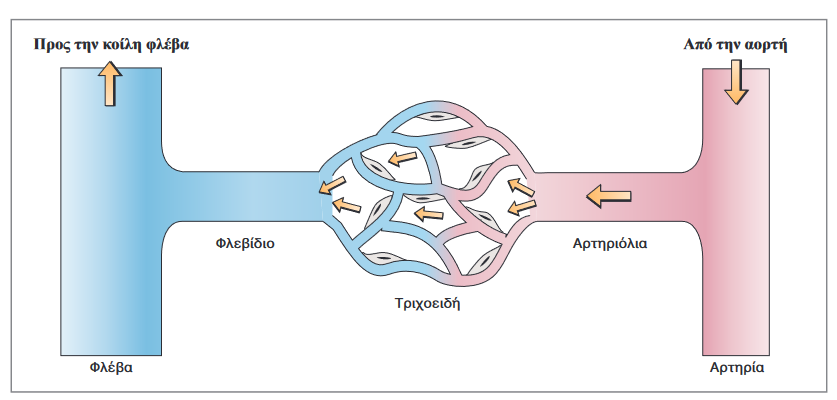 Προς την κοίλη φλέβα
Από την αορτή
Φλεβίδιο
Αρτηριόλια
Τριχοειδή
Φλέβα
Αρτηρία